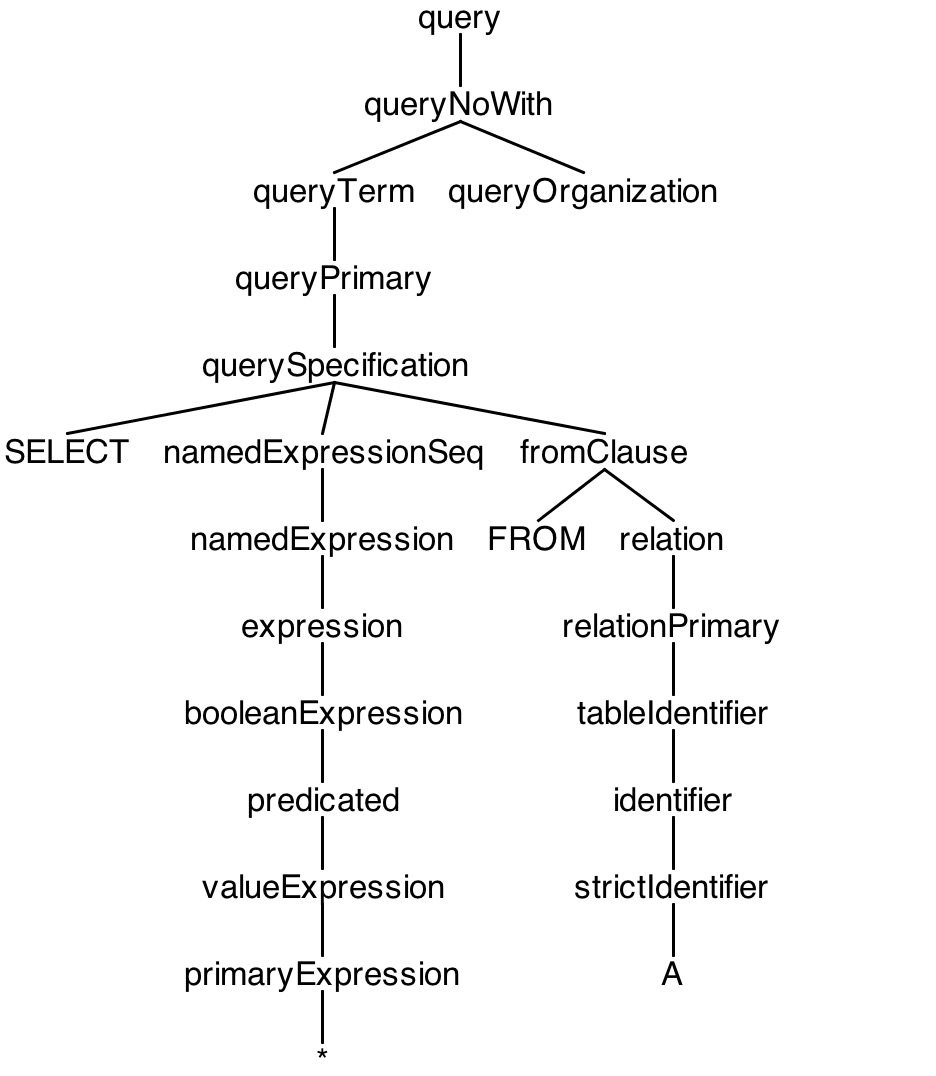 query
queryNoWith
queryTerm queryOrganization
queryPrimary
querySpecification
SELECT namedExpressionSeq fromClause
namedExpression FROM relation
expression relationPrimary
booleanExpression tableIdentifier
predicated identifier
valueExpression strictIdentifier
primaryExpression A
*